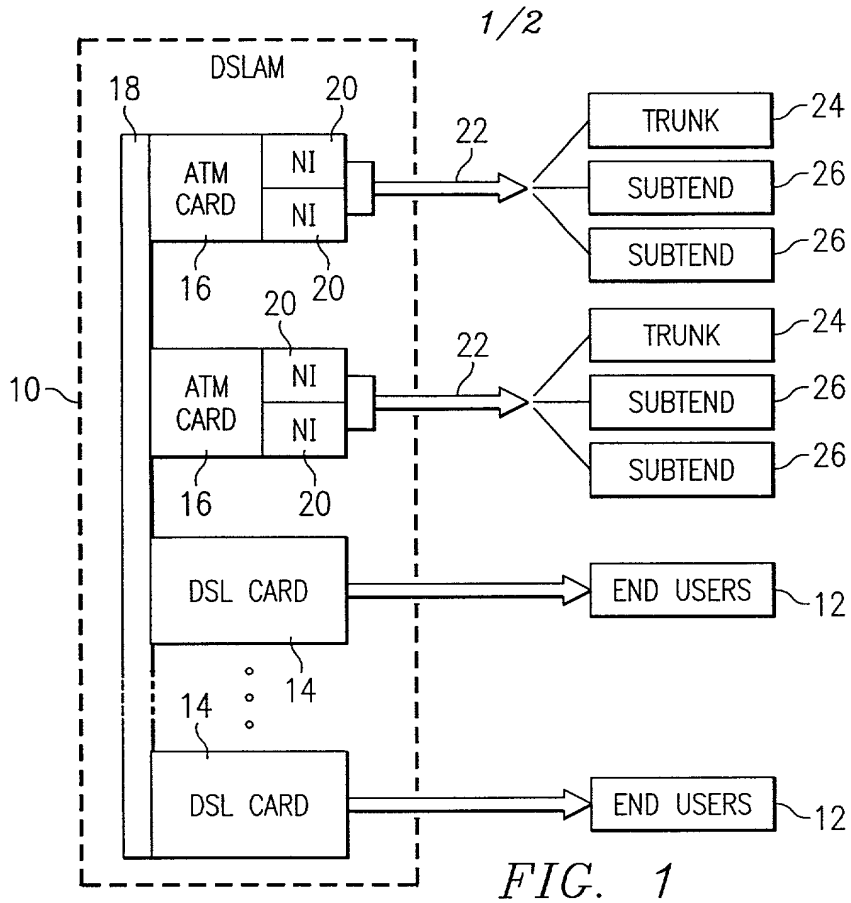 1/2
DSLAM
18
20
22
24
ATM
CARD
NI
NI
TRUNK
SUBTEND
26
SUBTEND
26
16
20
20
22
24
10
ATM
CARD
NI
NI
TRUNK
SUBTEND
26
SUBTEND
26
16
20
DSL CARD
END USERS
12
14
14
DSL CARD
END USERS
12
FIG. 1